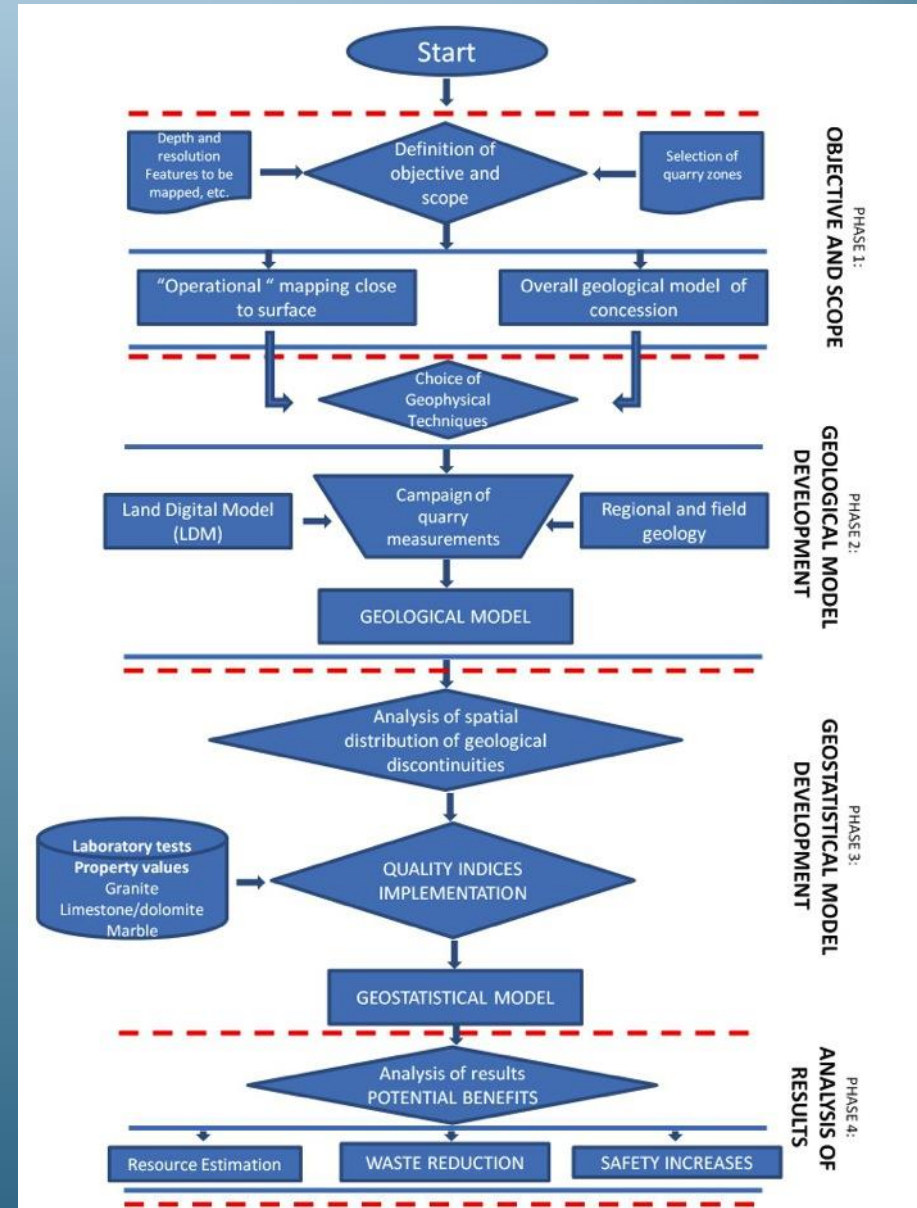 Start
Depth and
resolution
Features to be
mapped, etc.
Definition of
objective and
scope
Selection of
quarry zones
"Operational " mapping close
to surface
Overall geological model of
concession
PHASE 1:
OBJECTIVE AND SCOPE
Choice of
Geophysical
Techniques
Land Digital Model
(LDM)
Campaign of
quarry
measurements
Regional and field
geology
GEOLOGICAL MODEL
PHASE 2:
GEOLOGICAL MODEL
DEVELOPMENT
Analysis of spatial
distribution of geological
discontinuities
Laboratory tests
Property values
Granite
Limestone/dolomite
Marble
QUALITY INDICES
IMPLEMENTATION
GEOSTATISTICAL MODEL
PHASE 3:
GEOSTATISTICAL MODEL
DEVELOPMENT
Analysis of results
POTENTIAL BENEFITS
Resource Estimation
WASTE REDUCTION
SAFETY INCREASES
PHASE 4:
ANALYSIS OF
RESULTS